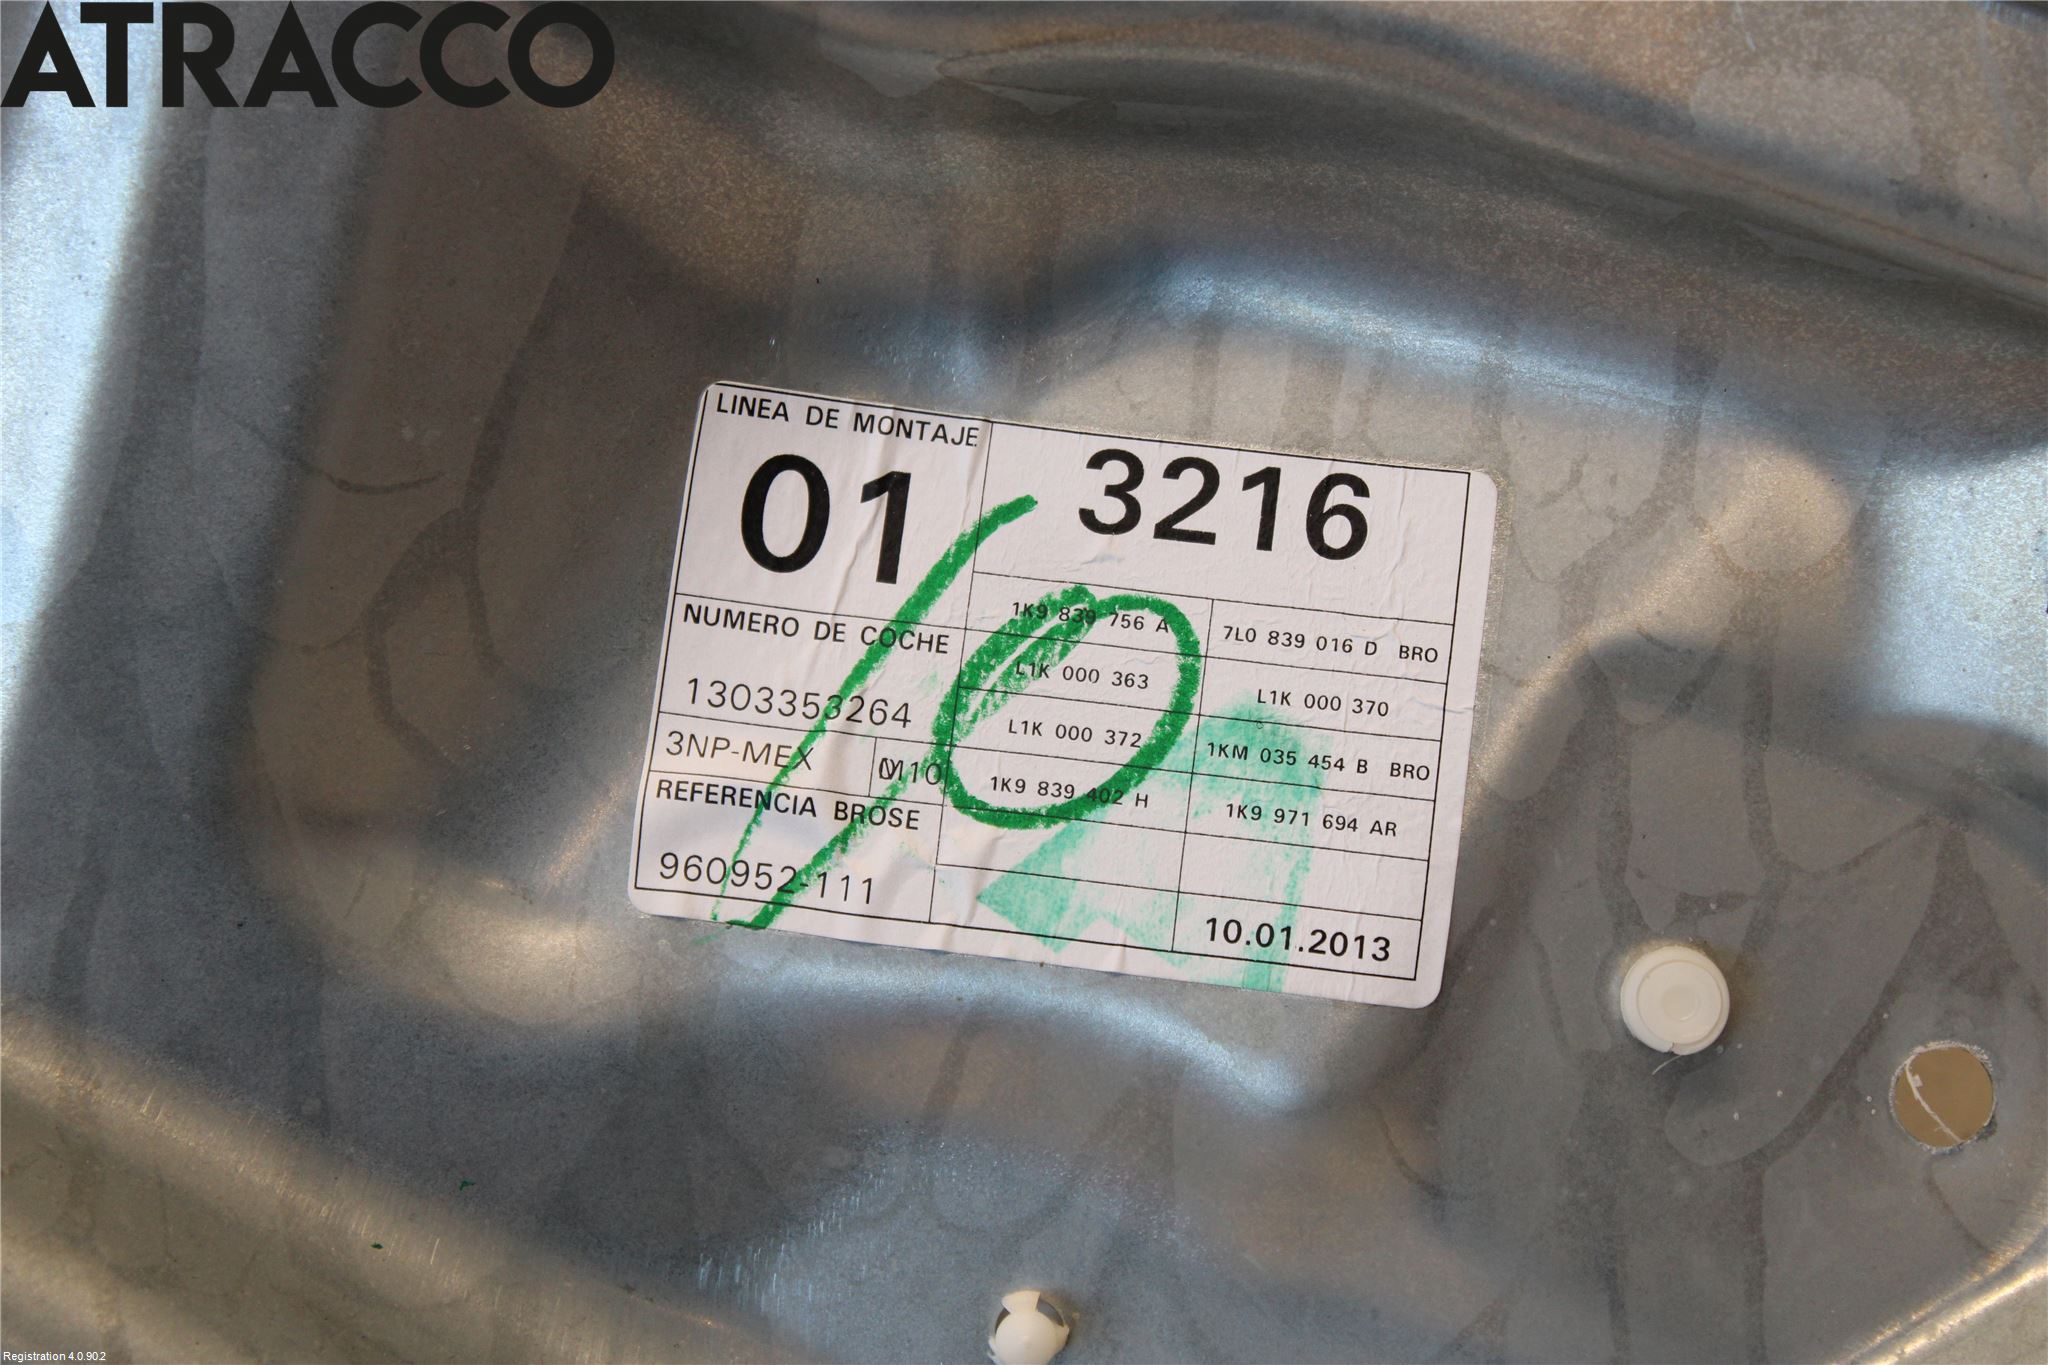 ATRACCO
LINEA DE MONTAJE
01
3216
NUMERO DE COCHE
1303353264
3NP-MEX
REFERENCIA BROSE
960952-111
1K9 839 756 A
7L0 839 016 D BRO
L1K 000 363
L1K 000 370
L1K 000 372
1KM 035 454 B BRO
1K9 839 402 H
1K9 971 694 AR
10.01.2013
Registration 4.0.902